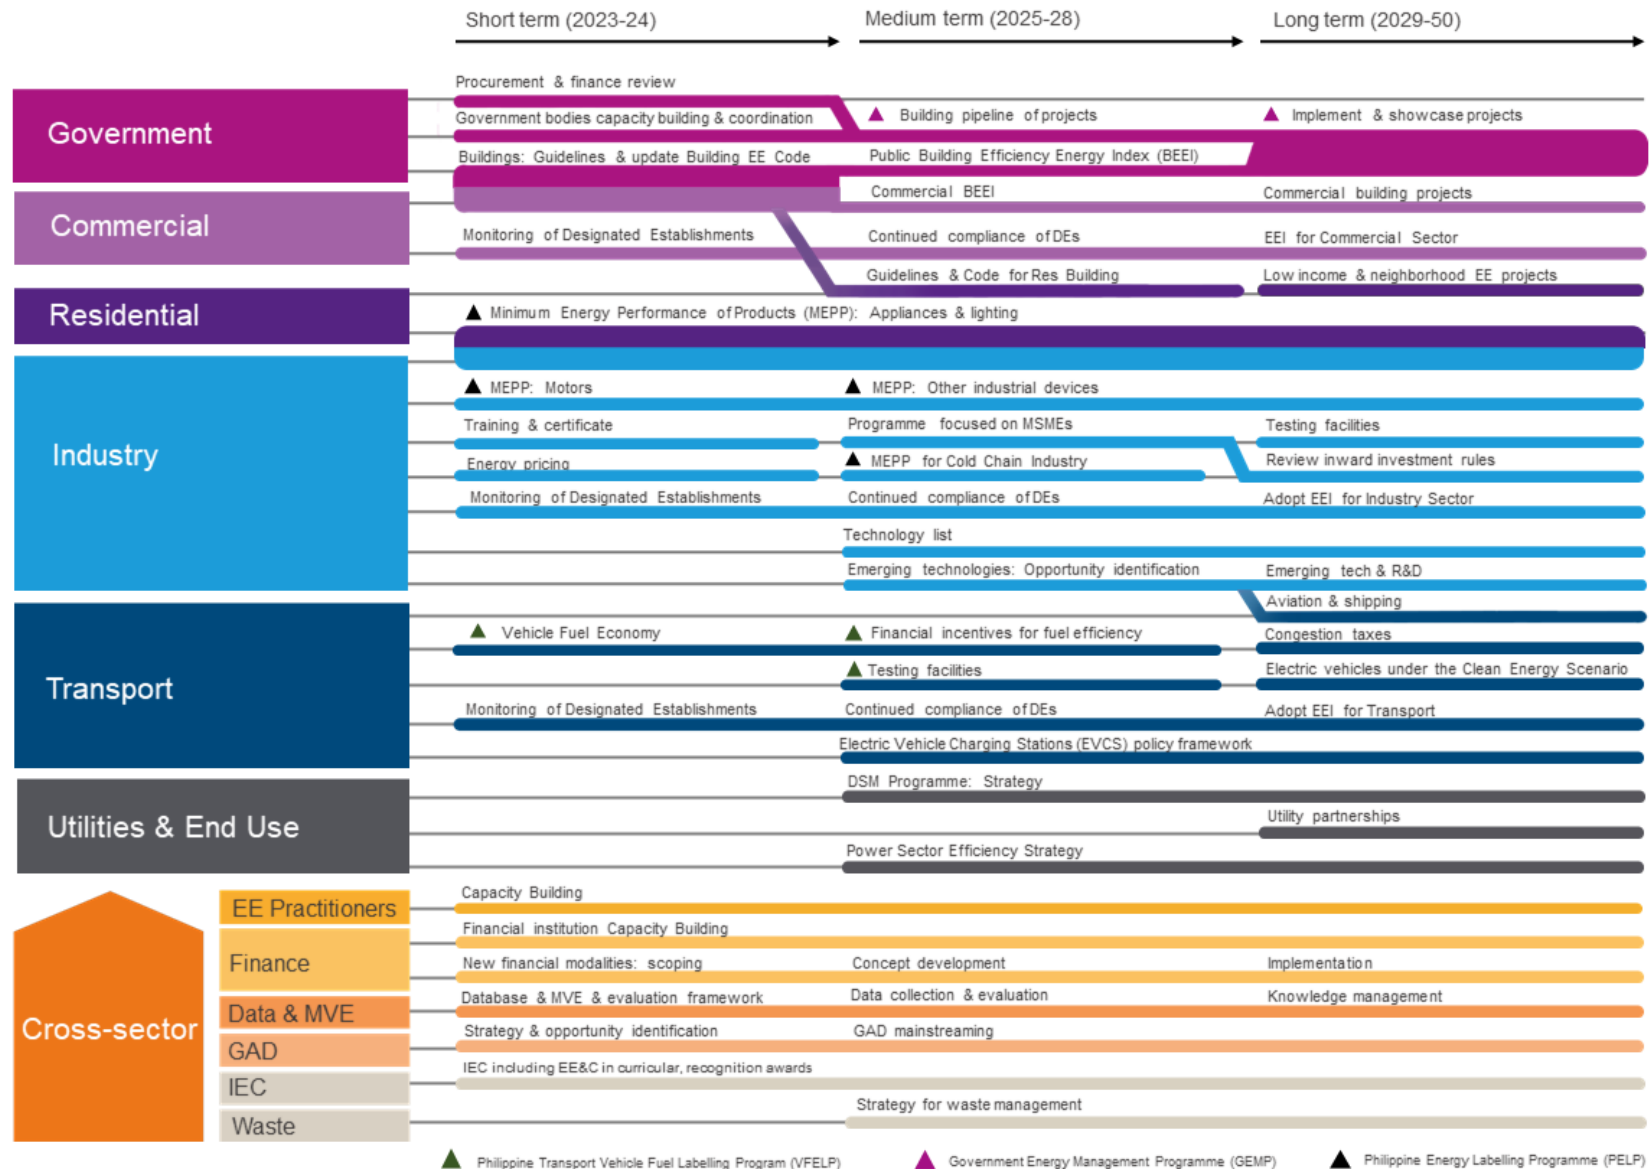 Short term (2023-24)
Medium term (2025-28)
Long term (2029-50)
Procurement & finance review
Government
Government bodies capacity building & coordination
Building pipeline of projects
Implement & showcase projects
Buildings: Guidelines & update Building EE Code
Public Building Efficiency Energy Index (BEEI)
Commercial BEEI
Commercial building projects
Commercial
Monitoring of Designated Establishments
Continued compliance of DEs
EEI for Commercial Sector
Guidelines & Code for Res Building
Low income & neighborhood EE projects
Residential
Minimum Energy Performance of Products (MEPP): Appliances & lighting
MEPP: Motors
MEPP: Other industrial devices
Industry
Training & certificate
Programme focused on MSMEs
Testing facilities
Energy pricing
MEPP for Cold Chain Industry
Review inward investment rules
Monitoring of Designated Establishments
Continued compliance of DEs
Adopt EEI for Industry Sector
Technology list
Emerging technologies: Opportunity identification
Emerging tech & R&D
Aviation & shipping
Transport
Vehicle Fuel Economy
Financial incentives for fuel efficiency
Congestion taxes
Testing facilities
Electric vehicles under the Clean Energy Scenario
Monitoring of Designated Establishments
Continued compliance of DEs
Adopt EEI for Transport
Electric Vehicle Charging Stations (EVCS) policy framework
Utilities & End Use
DSM Programme: Strategy
Utility partnerships
Power Sector Efficiency Strategy
Cross-sector
EE Practitioners
Capacity Building
Finance
Financial institution Capacity Building
New financial modalities: scoping
Concept development
Implementation
Data & MVE
Database & MVE & evaluation framework
Data collection & evaluation
Knowledge management
GAD
Strategy & opportunity identification
GAD mainstreaming
IEC
IEC including EE&C in curricular, recognition awards
Waste
Strategy for waste management
Philippine Transport Vehicle Fuel Labelling Program (VFELP)
Government Energy Management Programme (GEMP)
Philippine Energy Labelling Programme (PELP)